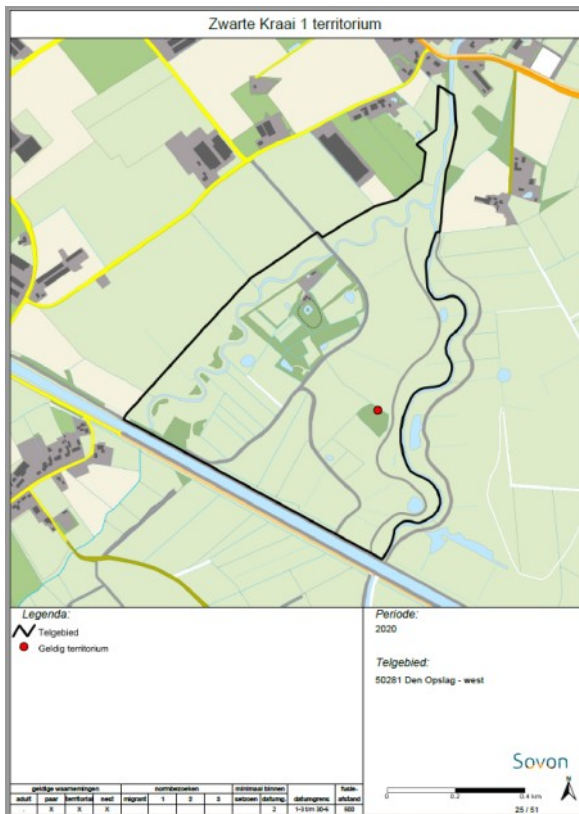 Zwarte Kraai 1 territorium
Legenda:
Telgebied
Geldig territorium
Periode:
2020
Telgebied:
50281 Den Opslag - west
Sovon
N
0 0.2 0.4 km
25 / 51
geldige waarnemingen normbezoeken minimaal binnen fusie-
adult paar territoriaal nest migrant 1 2 3 seizoen datumg. datumgrens afstand
. X X X 2 1-3 t/m 30-6 500